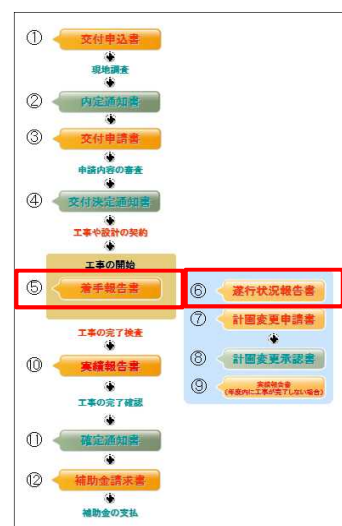 ① 交付申込書
現地調査
② 内定通知書
③ 交付申請書
申請内容の審査
④ 交付決定通知書
工事や設計の契約
工事の開始
⑤ 着手報告書
⑥ 遂行状況報告書
⑦ 計画変更申請書
⑧ 計画変更承認書
⑨ 実績報告書
(年度内に工事が完了しない場合)
工事の完了検査
⑩ 実績報告書
工事の完了確認
⑪ 確定通知書
⑫ 補助金請求書
補助金の支払